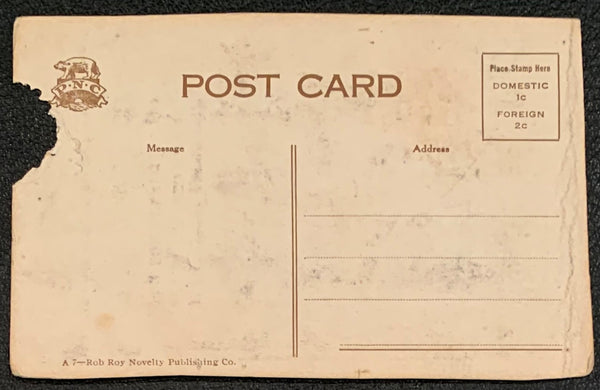 P·N·C
POST CARD
Place Stamp Here
DOMESTIC
1c
FOREIGN
2c
Message
Address
A 7—Rob Roy Novelty Publishing Co.